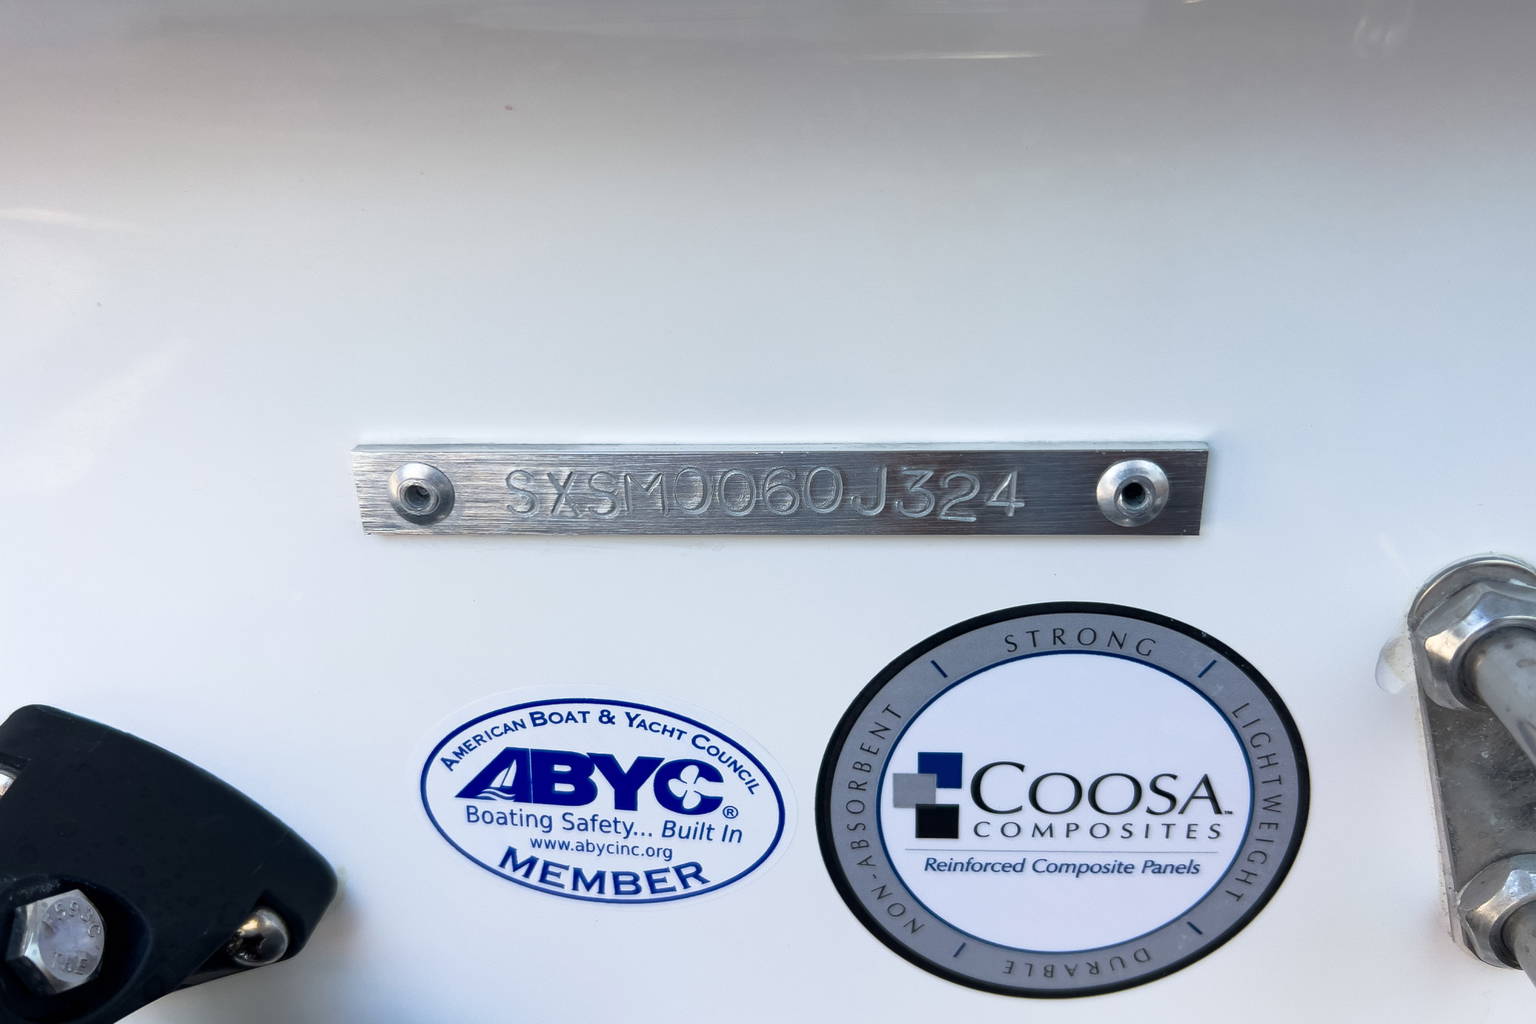 SXSM0060J324
AMERICAN BOAT & YACHT COUNCIL
ABYC®
Boating Safety... Built In
www.abycinc.org
MEMBER
STRONG
LIGHTWEIGHT
DURABLE
NON-ABSORBENT
COOSA™
COMPOSITES
Reinforced Composite Panels